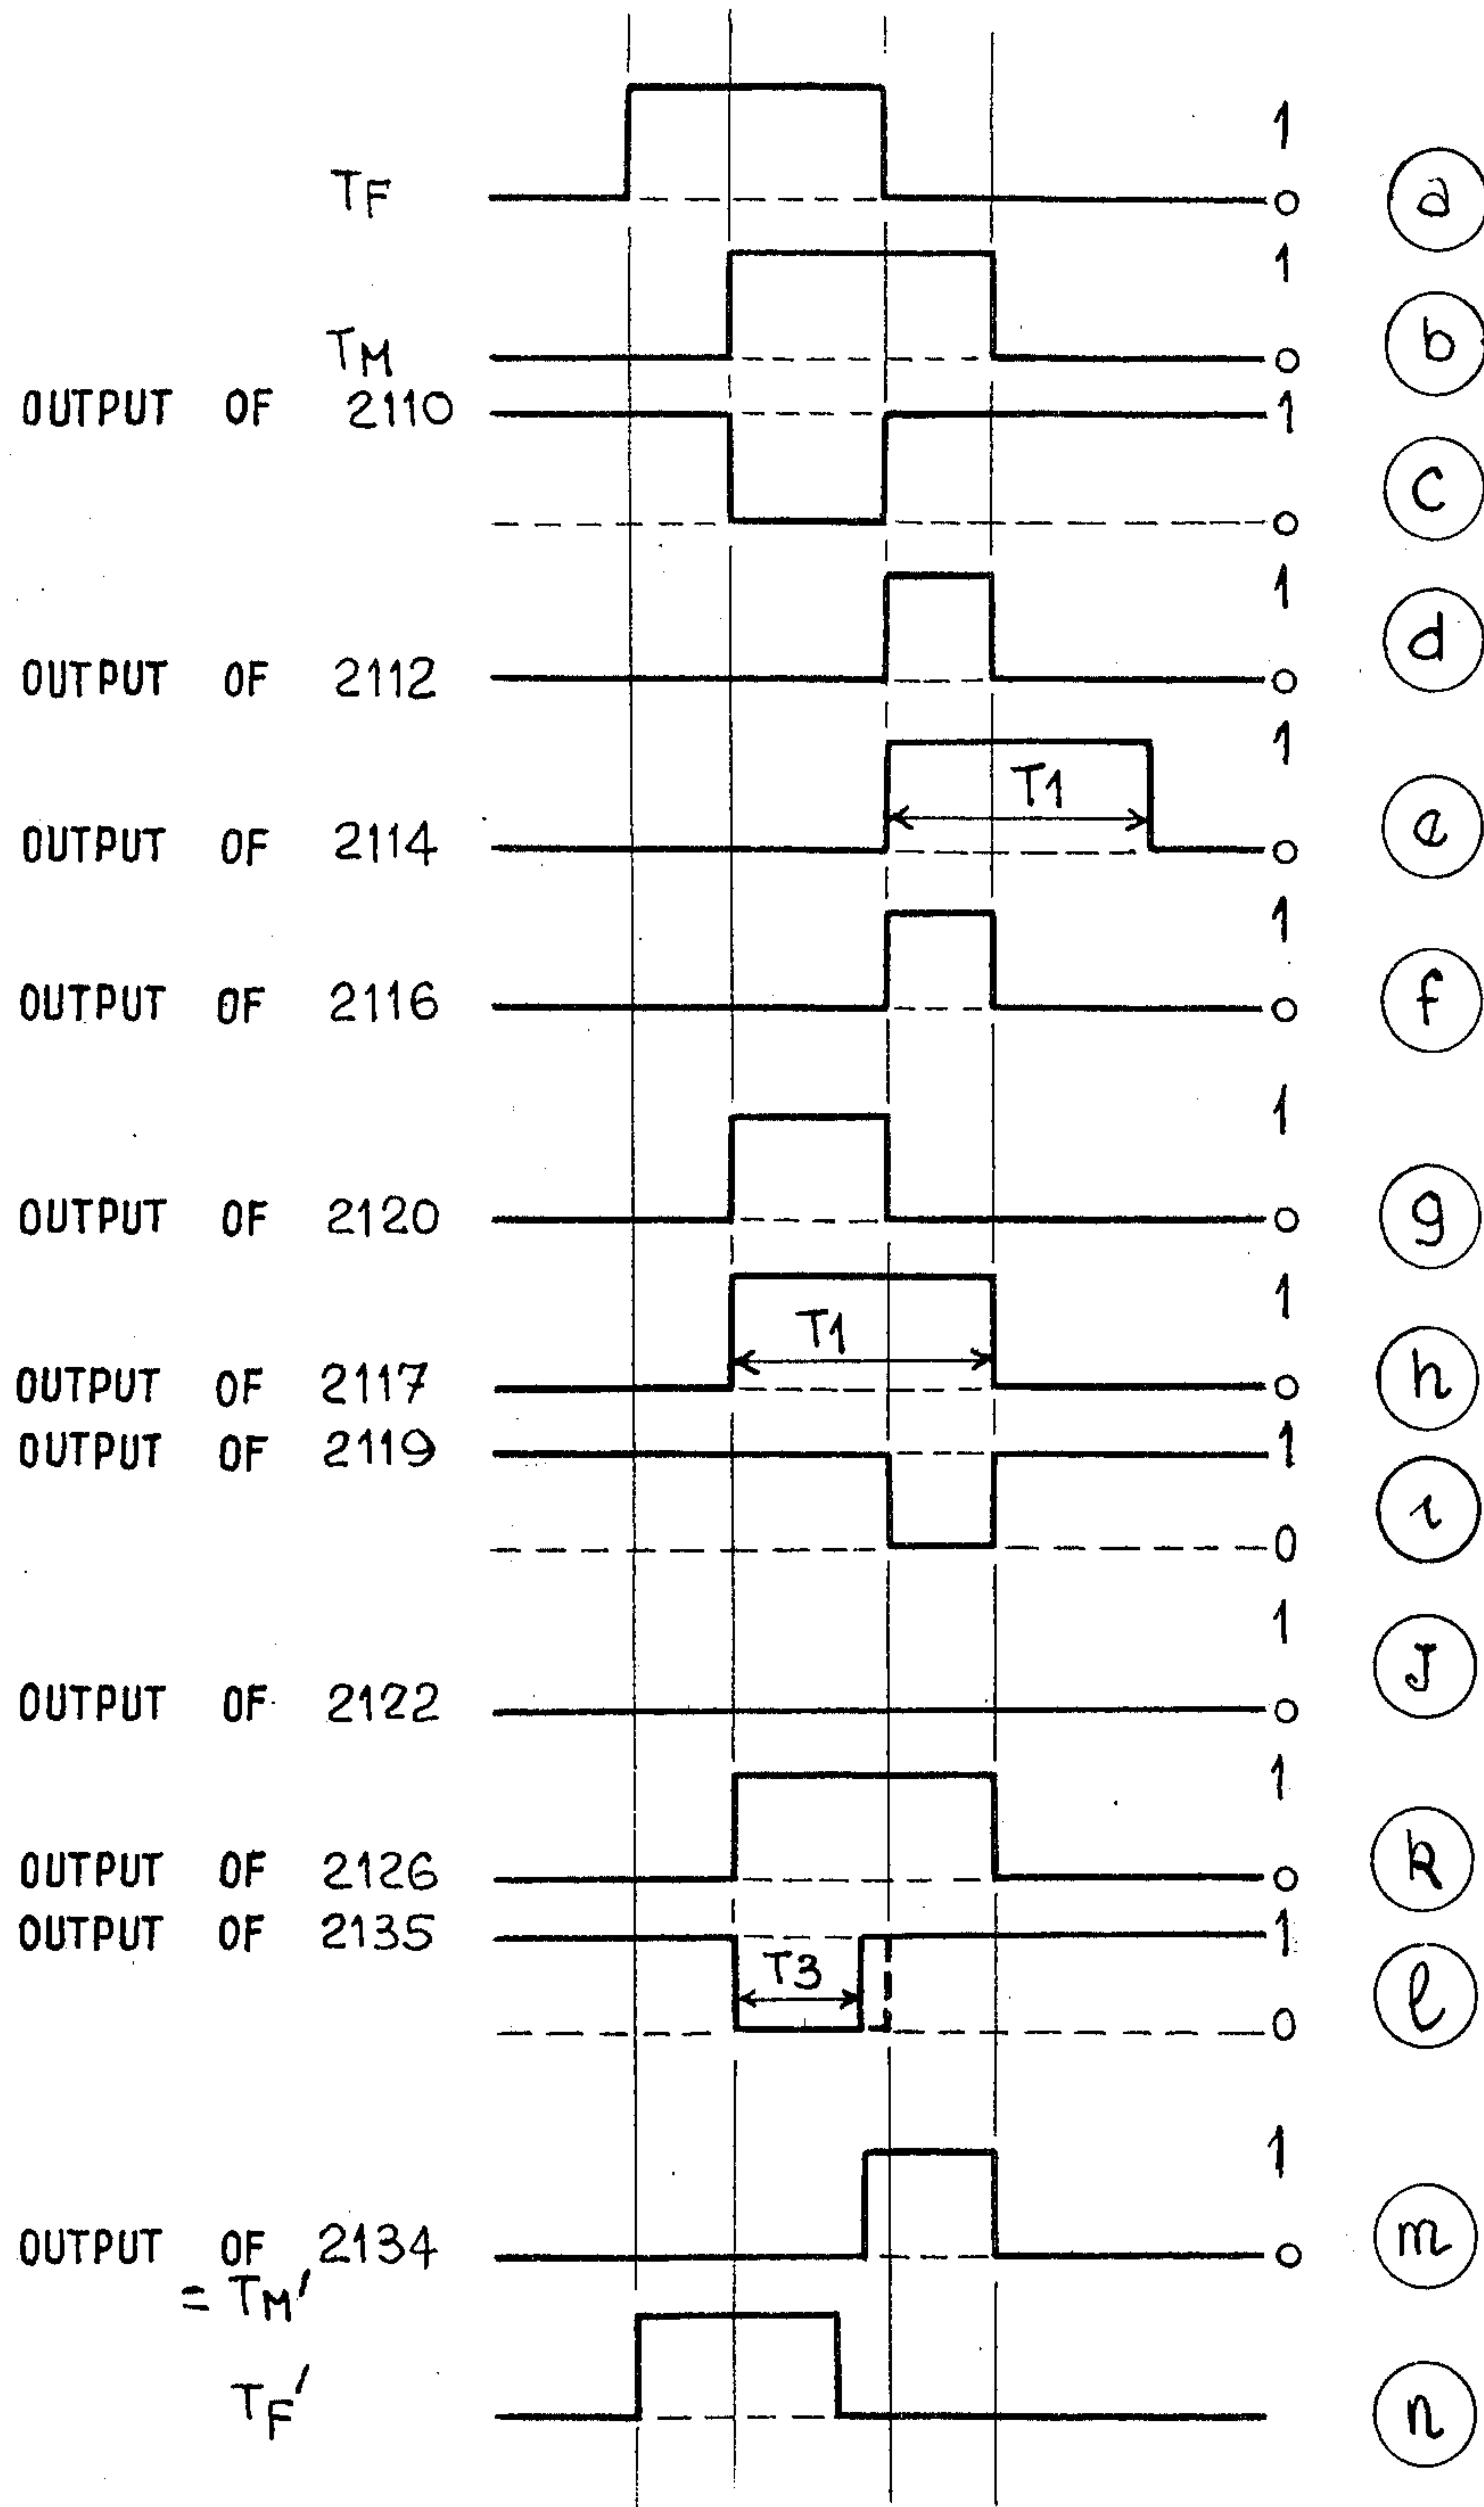 1
TF 0 a
1
TM 0 b
OUTPUT OF 2110 1
0 c
1
OUTPUT OF 2112 0 d
1
T1
OUTPUT OF 2114 0 e
1
OUTPUT OF 2116 0 f
1
OUTPUT OF 2120 0 g
1
T1
OUTPUT OF 2117 0 h
OUTPUT OF 2119 1
0 i
1
OUTPUT OF 2122 0 J
1
OUTPUT OF 2126 0 k
OUTPUT OF 2135 1
T3
0 l
1
OUTPUT OF 2134 0 m
= TM'
TF' n